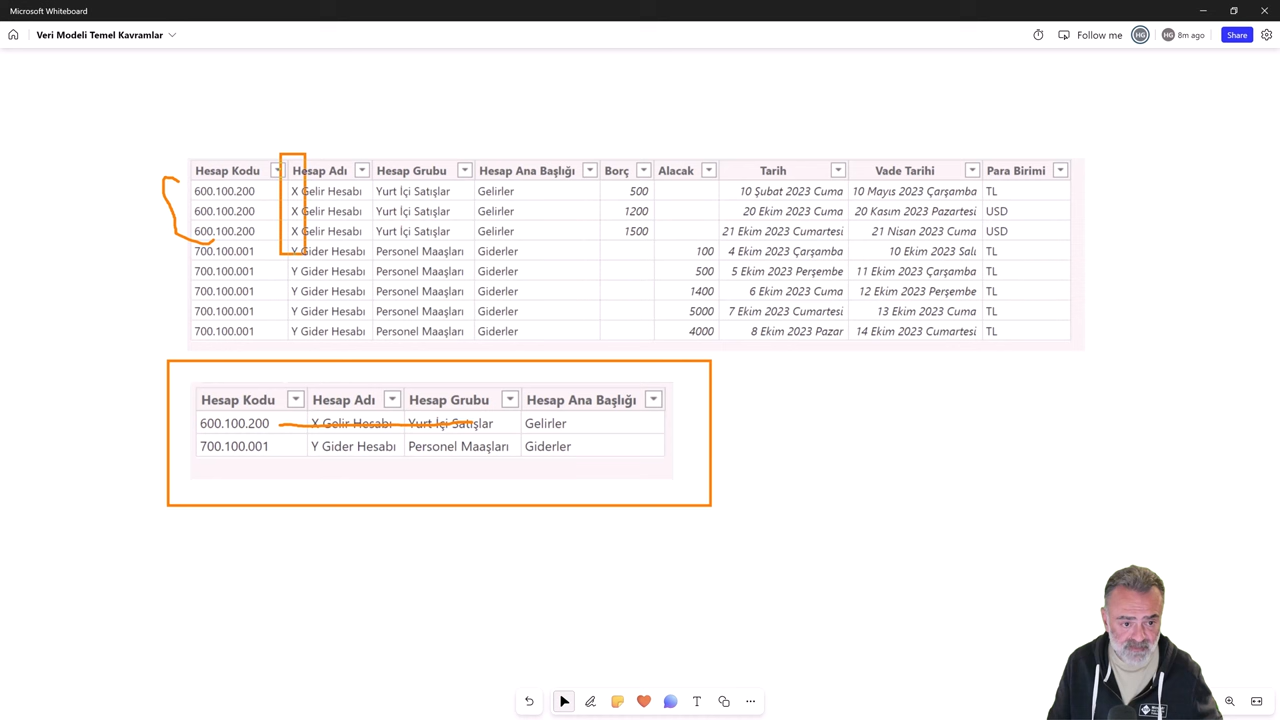 Microsoft Whiteboard
Veri Modeli Temel Kavramlar
Follow me HG HG 8m ago Share
Hesap Kodu Hesap Adı Hesap Grubu Hesap Ana Başlığı Borç Alacak Tarih Vade Tarihi Para Birimi
600.100.200 X Gelir Hesabı Yurt İçi Satışlar Gelirler 500 10 Şubat 2023 Cuma 10 Mayıs 2023 Çarşamba TL
600.100.200 X Gelir Hesabı Yurt İçi Satışlar Gelirler 1200 20 Ekim 2023 Cuma 20 Kasım 2023 Pazartesi USD
600.100.200 X Gelir Hesabı Yurt İçi Satışlar Gelirler 1500 21 Ekim 2023 Cumartesi 21 Nisan 2023 Cuma USD
700.100.001 Y Gider Hesabı Personel Maaşları Giderler 100 4 Ekim 2023 Çarşamba 10 Ekim 2023 Salı TL
700.100.001 Y Gider Hesabı Personel Maaşları Giderler 500 5 Ekim 2023 Perşembe 11 Ekim 2023 Çarşamba TL
700.100.001 Y Gider Hesabı Personel Maaşları Giderler 1400 6 Ekim 2023 Cuma 12 Ekim 2023 Perşembe TL
700.100.001 Y Gider Hesabı Personel Maaşları Giderler 5000 7 Ekim 2023 Cumartesi 13 Ekim 2023 Cuma TL
700.100.001 Y Gider Hesabı Personel Maaşları Giderler 4000 8 Ekim 2023 Pazar 14 Ekim 2023 Cumartesi TL
Hesap Kodu Hesap Adı Hesap Grubu Hesap Ana Başlığı
600.100.200 X Gelir Hesabı Yurt İçi Satışlar Gelirler
700.100.001 Y Gider Hesabı Personel Maaşları Giderler